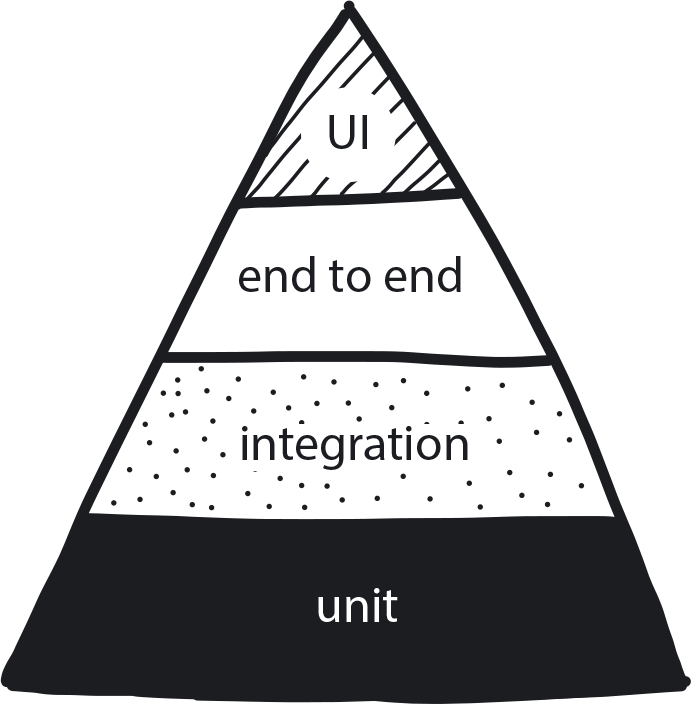 UI
end to end
integration
unit